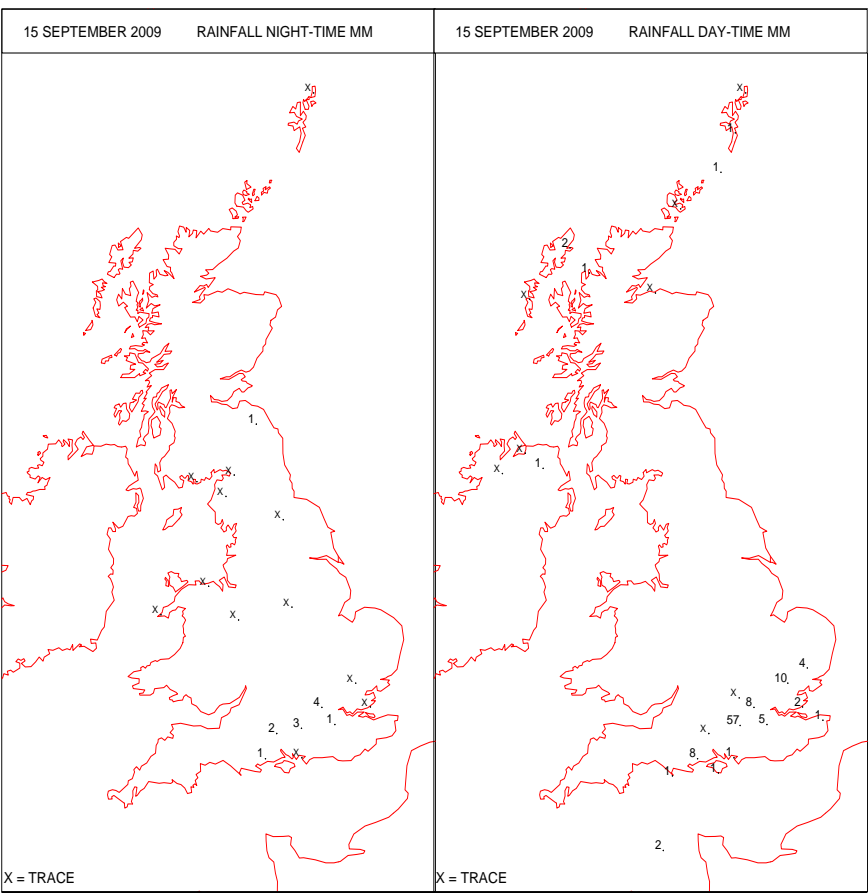 15 SEPTEMBER 2009 RAINFALL NIGHT-TIME MM
X.
1.
X.
X.
X.
X.
X.
X.
X.
X.
X.
4.
X.
1.
3.
2.
1.
X.
X = TRACE
15 SEPTEMBER 2009 RAINFALL DAY-TIME MM
X.
1.
1.
X.
2.
1.
X.
X.
X.
1.
X.
4.
10.
X.
8.
2.
1.
57.
5.
X.
8.
1.
1.
1.
2.
X = TRACE